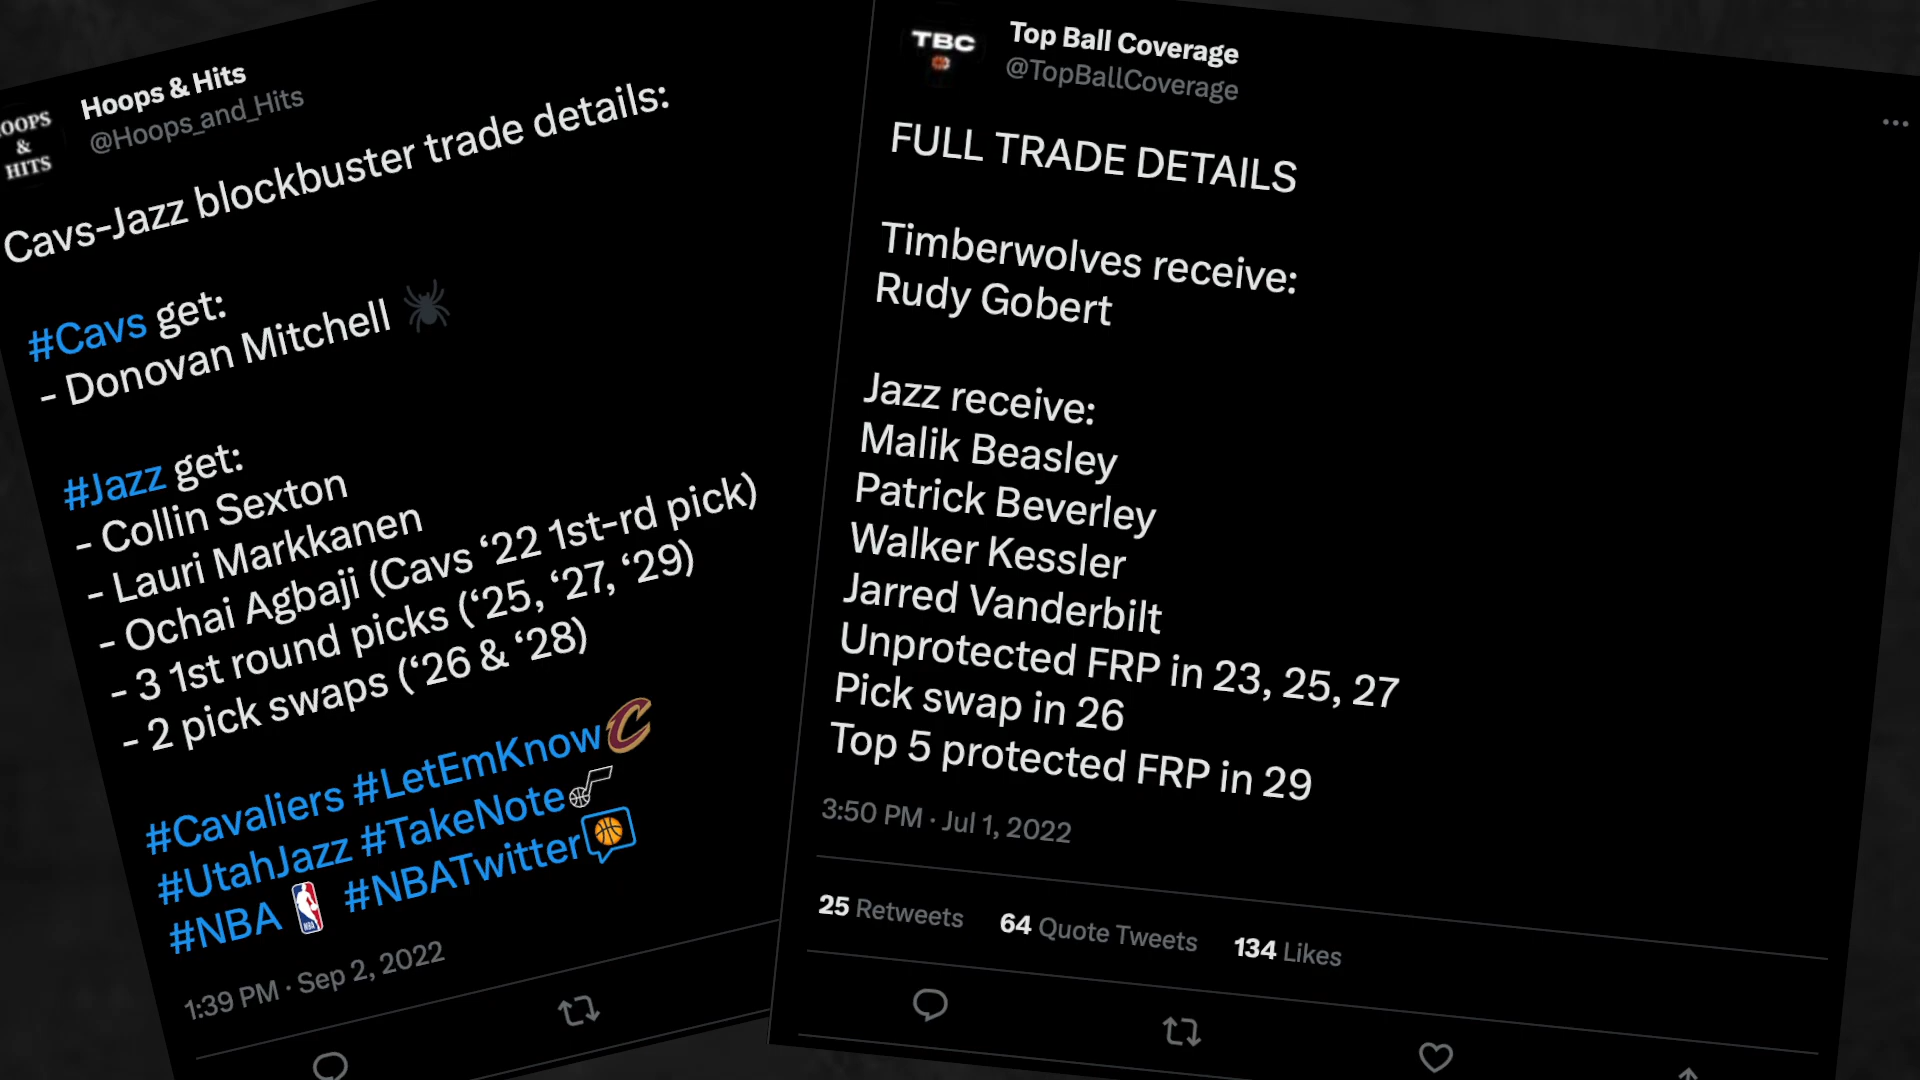 OOPS
&
HITS
Hoops & Hits
@Hoops_and_Hits
Cavs-Jazz blockbuster trade details:
#Cavs get:
- Donovan Mitchell
#Jazz get:
- Collin Sexton
- Lauri Markkanen
- Ochai Agbaji (Cavs ‘22 1st-rd pick)
- 3 1st round picks (‘25, ‘27, ‘29)
- 2 pick swaps (‘26 & ‘28)
#Cavaliers #LetEmKnow
#UtahJazz #TakeNote
#NBA #NBATwitter
1:39 PM · Sep 2, 2022
TBC
Top Ball Coverage
@TopBallCoverage
FULL TRADE DETAILS
Timberwolves receive:
Rudy Gobert
Jazz receive:
Malik Beasley
Patrick Beverley
Walker Kessler
Jarred Vanderbilt
Unprotected FRP in 23, 25, 27
Pick swap in 26
Top 5 protected FRP in 29
3:50 PM · Jul 1, 2022
25 Retweets 64 Quote Tweets 134 Likes